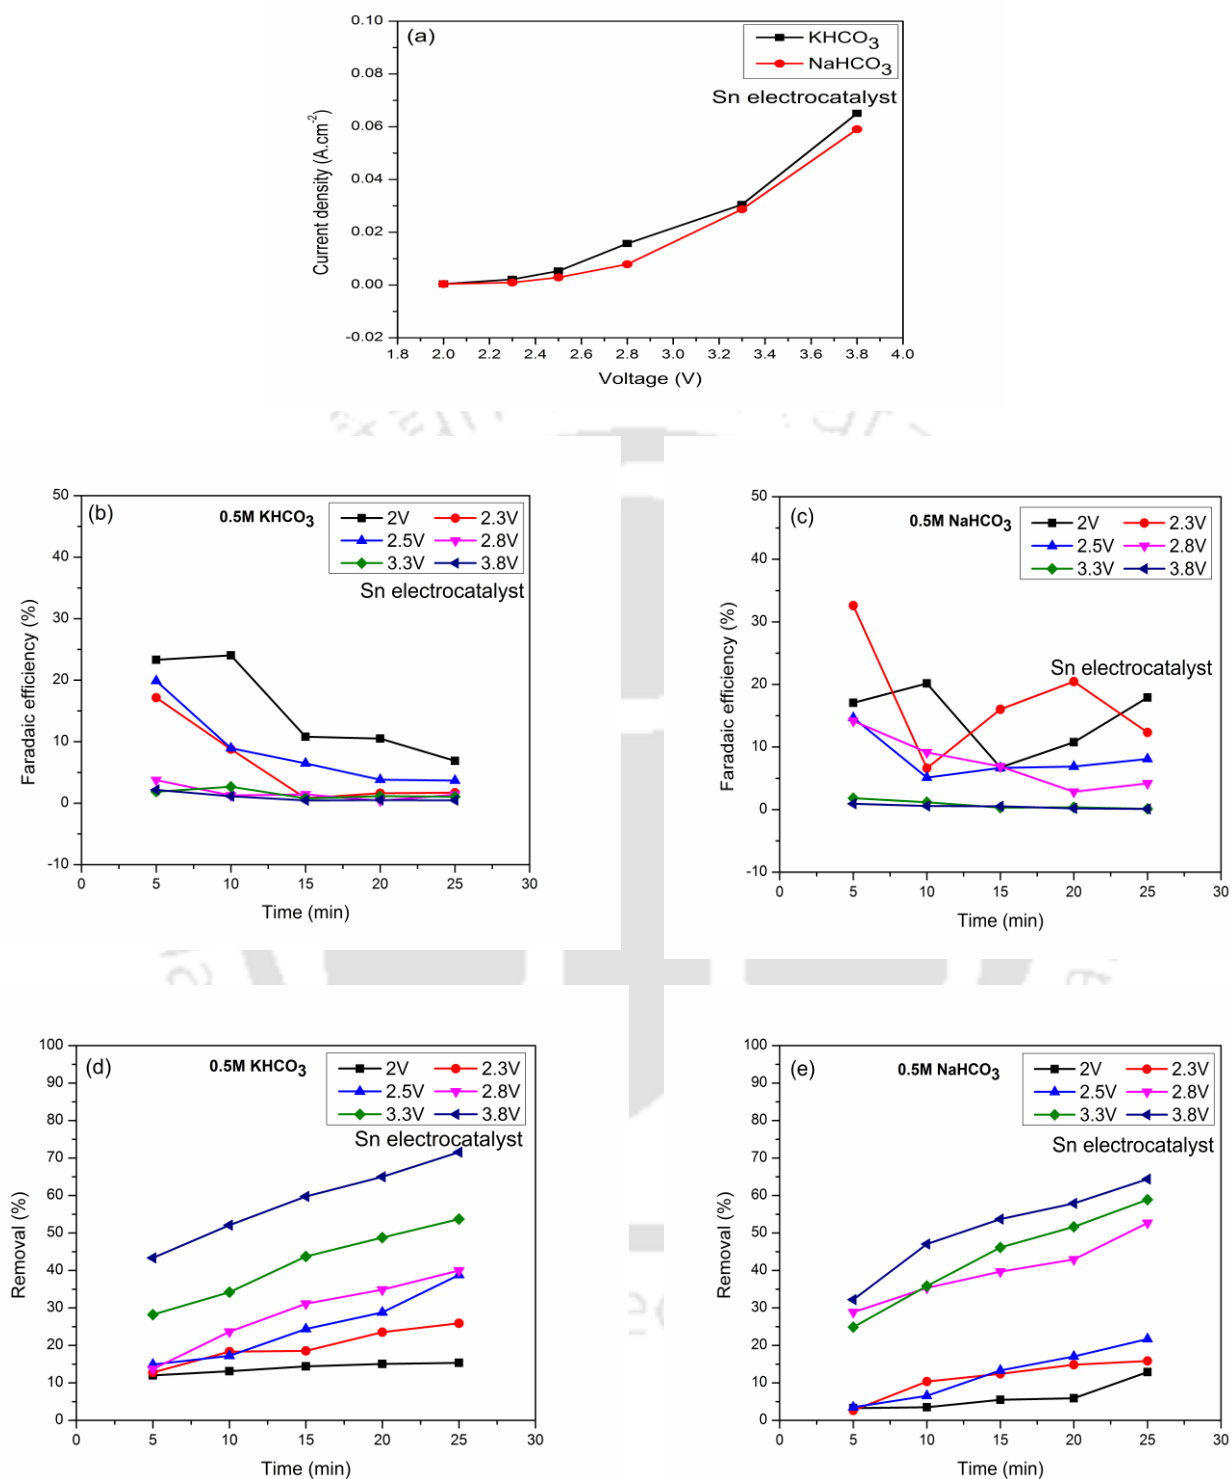 (a)
KHCO3
NaHCO3
Sn electrocatalyst
0.10
0.08
0.06
0.04
0.02
0.00
-0.02
Current density (A.cm-2)
1.8 2.0 2.2 2.4 2.6 2.8 3.0 3.2 3.4 3.6 3.8 4.0
Voltage (V)
(b) 0.5M KHCO3
2V 2.3V
2.5V 2.8V
3.3V 3.8V
Sn electrocatalyst
50
40
30
20
10
0
-10
Faradaic efficiency (%)
0 5 10 15 20 25 30
Time (min)
(c) 0.5M NaHCO3
2V 2.3V
2.5V 2.8V
3.3V 3.8V
Sn electrocatalyst
50
40
30
20
10
0
-10
Faradaic efficiency (%)
0 5 10 15 20 25 30
Time (min)
(d) 0.5M KHCO3
2V 2.3V
2.5V 2.8V
3.3V 3.8V
Sn electrocatalyst
100
90
80
70
60
50
40
30
20
10
0
Removal (%)
0 5 10 15 20 25 30
Time (min)
(e) 0.5M NaHCO3
2V 2.3V
2.5V 2.8V
3.3V 3.8V
Sn electrocatalyst
100
90
80
70
60
50
40
30
20
10
0
Removal (%)
0 5 10 15 20 25 30
Time (min)